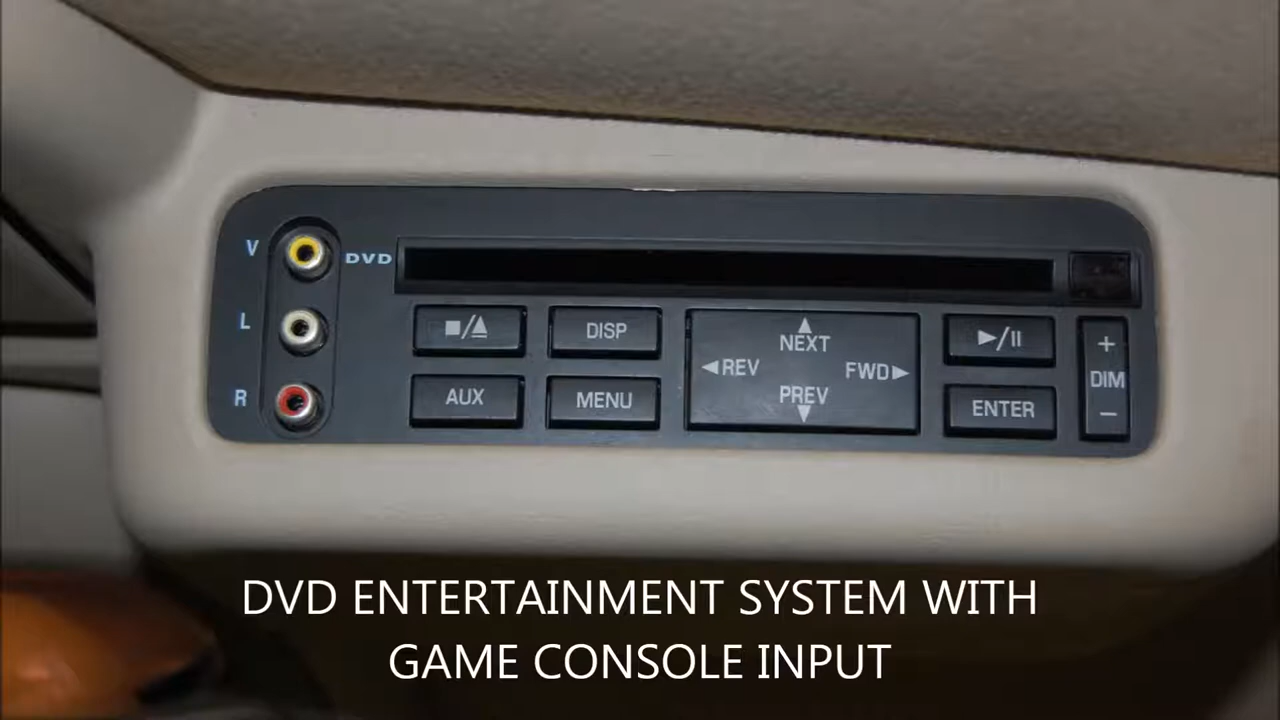 V
DVD
L
R
■/▲
DISP
AUX
MENU
▲
NEXT
◄REV
FWD►
PREV
▼
►/II
ENTER
+
DIM
−
DVD ENTERTAINMENT SYSTEM WITH
GAME CONSOLE INPUT